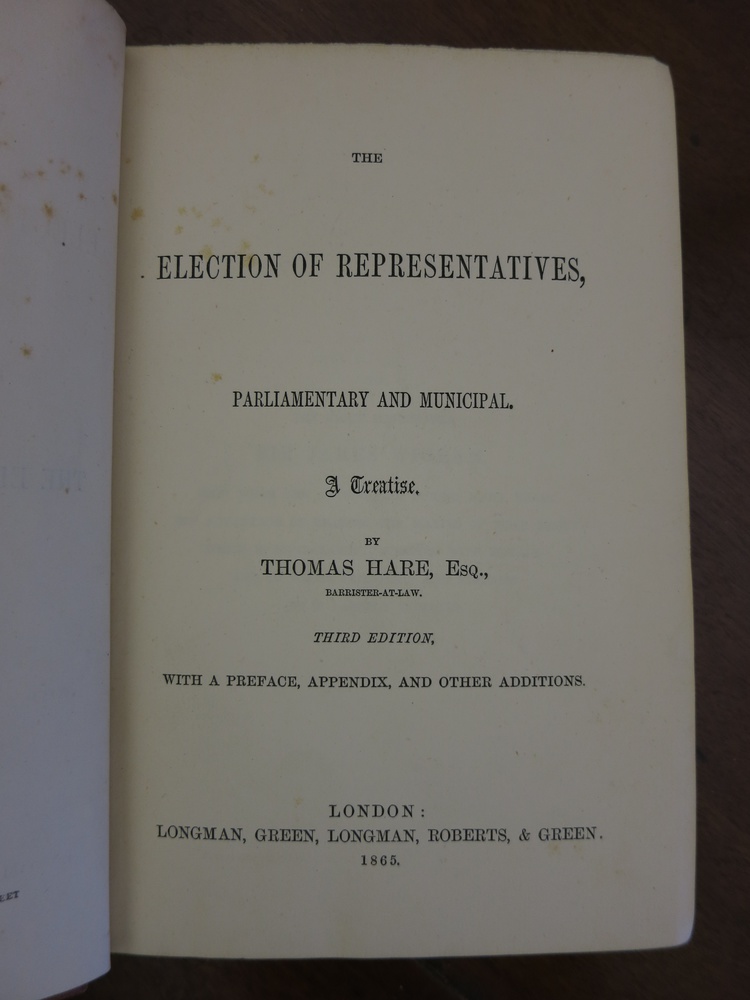 THE
ELECTION OF REPRESENTATIVES,
PARLIAMENTARY AND MUNICIPAL.
A Treatise.
BY
THOMAS HARE, ESQ.,
BARRISTER-AT-LAW.
THIRD EDITION,
WITH A PREFACE, APPENDIX, AND OTHER ADDITIONS.
LONDON:
LONGMAN, GREEN, LONGMAN, ROBERTS, & GREEN.
1865.